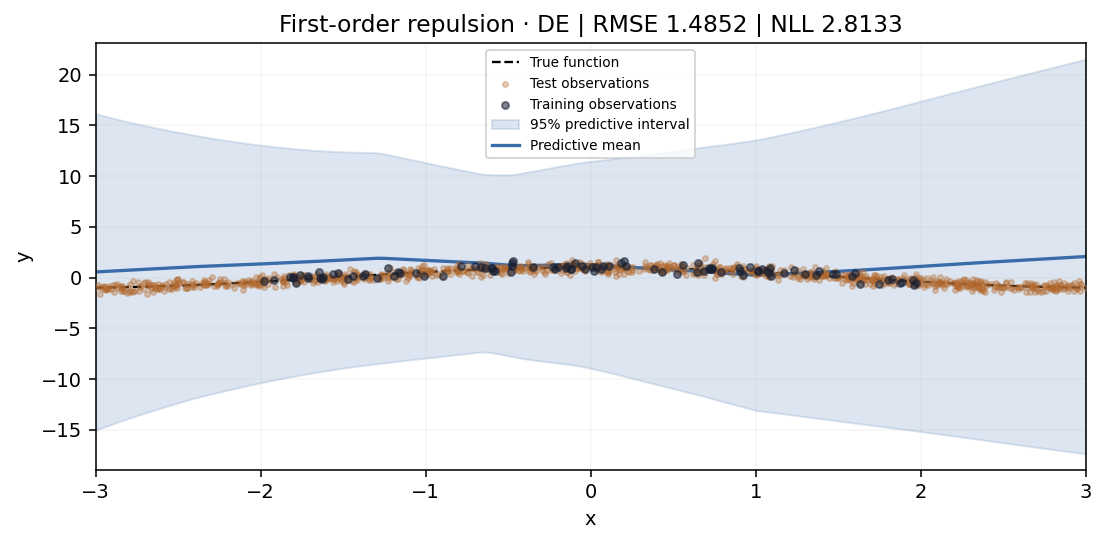 First-order repulsion · DE | RMSE 1.4852 | NLL 2.8133
True function
Test observations
Training observations
95% predictive interval
Predictive mean
20
15
10
5
0
−5
−10
−15
y
−3
−2
−1
0
1
2
3
x